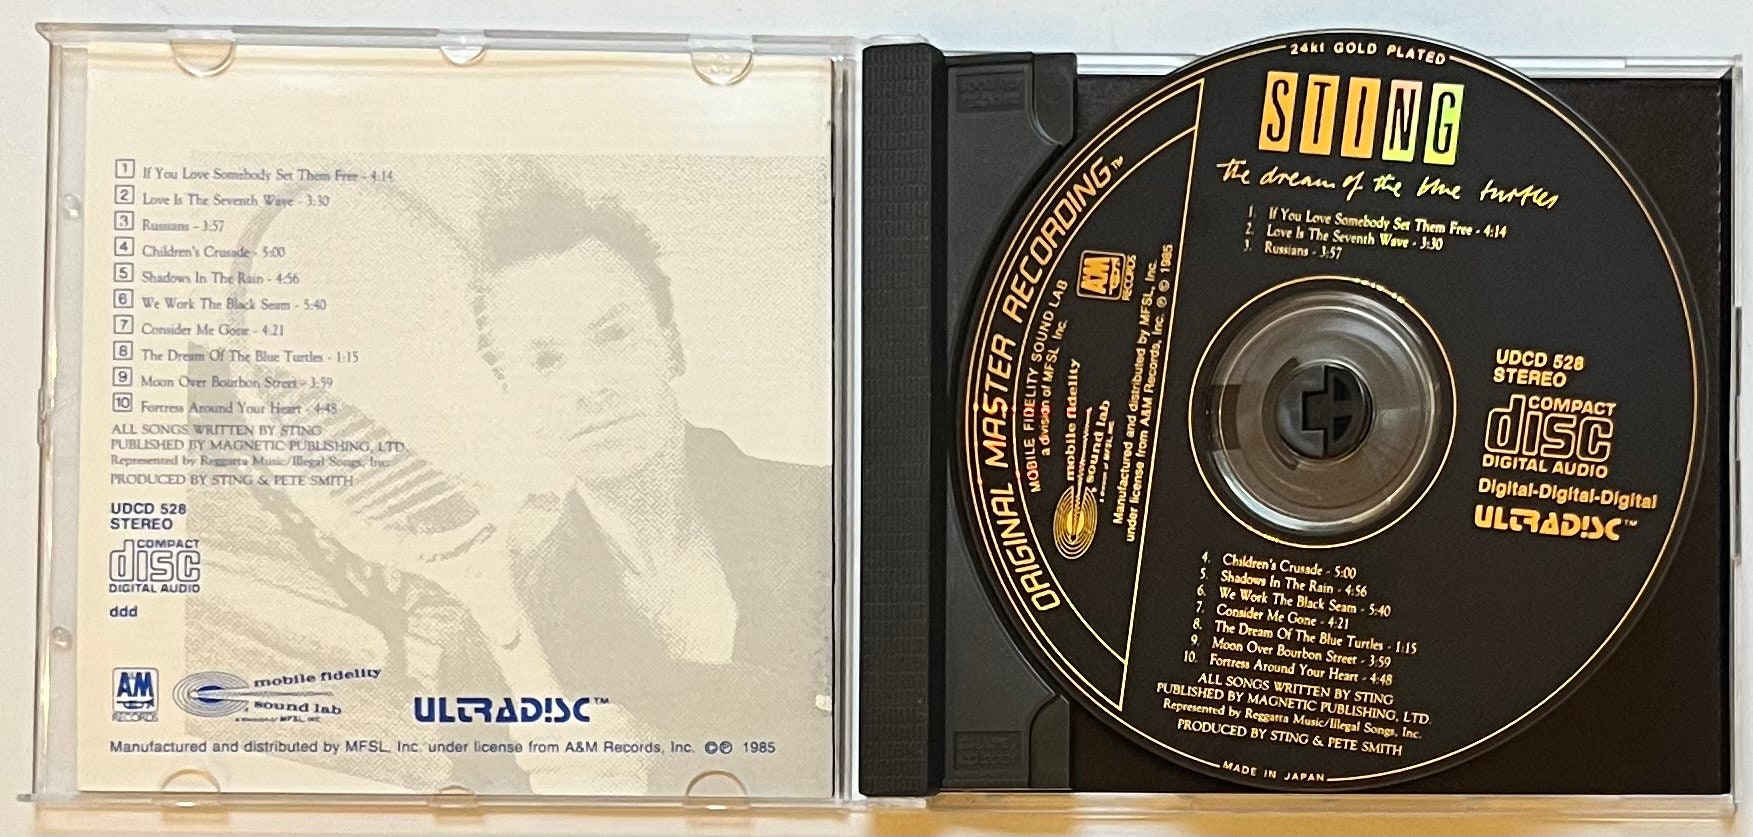 1 If You Love Somebody Set Them Free - 4:14
2 Love Is The Seventh Wave - 3:30
3 Russians - 3:57
4 Children's Crusade - 5:00
5 Shadows In The Rain - 4:56
6 We Work The Black Seam - 5:40
7 Consider Me Gone - 4:21
8 The Dream Of The Blue Turtles - 1:15
9 Moon Over Bourbon Street - 3:59
10 Fortress Around Your Heart - 4:48
ALL SONGS WRITTEN BY STING
PUBLISHED BY MAGNETIC PUBLISHING, LTD.
Represented by Reggatta Music/Illegal Songs, Inc.
PRODUCED BY STING & PETE SMITH
UDCD 528
STEREO
COMPACT
disc
DIGITAL AUDIO
ddd
A&M
RECORDS
mobile fidelity
sound lab
a division of MFSL, INC.
ULTRADISC™
Manufactured and distributed by MFSL, Inc. under license from A&M Records, Inc. ©℗ 1985
24kt GOLD PLATED
STING
the dream of the blue turtles
1. If You Love Somebody Set Them Free - 4:14
2. Love Is The Seventh Wave - 3:30
3. Russians - 3:57
ORIGINAL MASTER RECORDING™
MOBILE FIDELITY SOUND LAB
a division of MFSL Inc.
A&M
RECORDS
mobile fidelity
sound lab
Manufactured and distributed by MFSL, Inc.
under license from A&M Records, Inc. ℗ © 1985
UDCD 528
STEREO
COMPACT
disc
DIGITAL AUDIO
Digital-Digital-Digital
ULTRADISC™
4. Children's Crusade - 5:00
5. Shadows In The Rain - 4:56
6. We Work The Black Seam - 5:40
7. Consider Me Gone - 4:21
8. The Dream Of The Blue Turtles - 1:15
9. Moon Over Bourbon Street - 3:59
10. Fortress Around Your Heart - 4:48
ALL SONGS WRITTEN BY STING
PUBLISHED BY MAGNETIC PUBLISHING, LTD.
Represented by Reggatta Music/Illegal Songs, Inc.
PRODUCED BY STING & PETE SMITH
MADE IN JAPAN